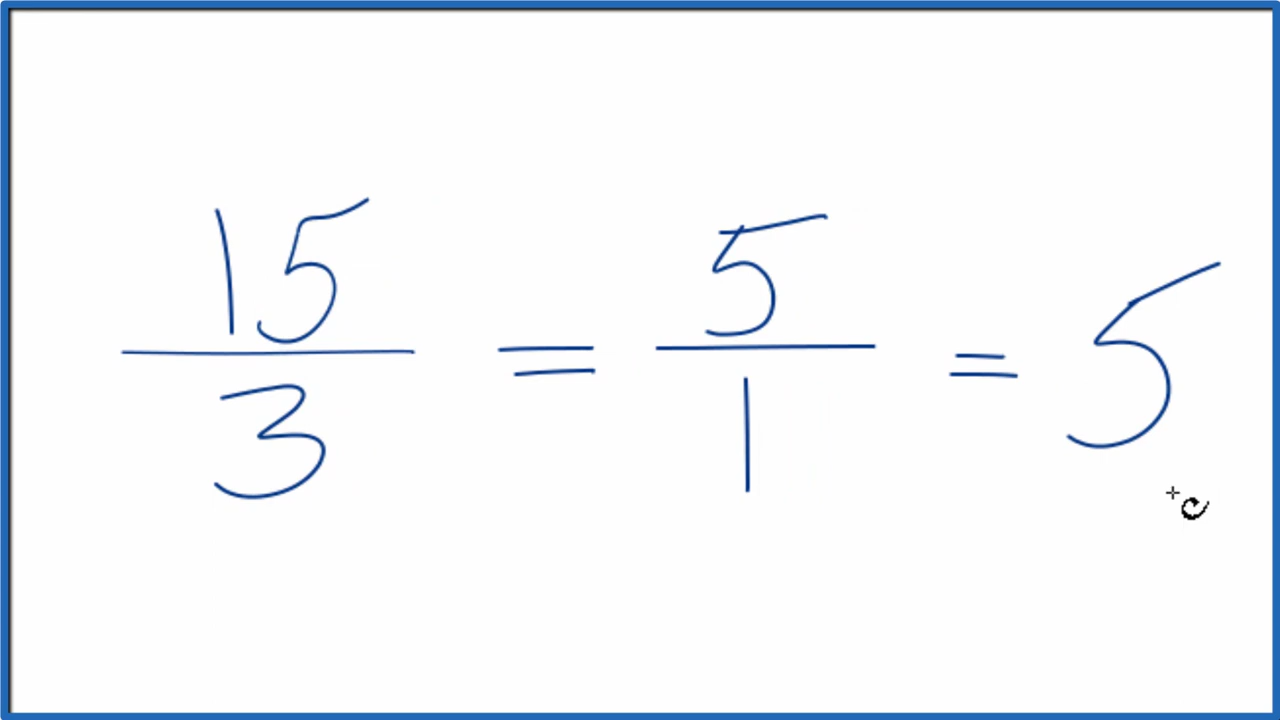 15/3 = 5/1 = 5